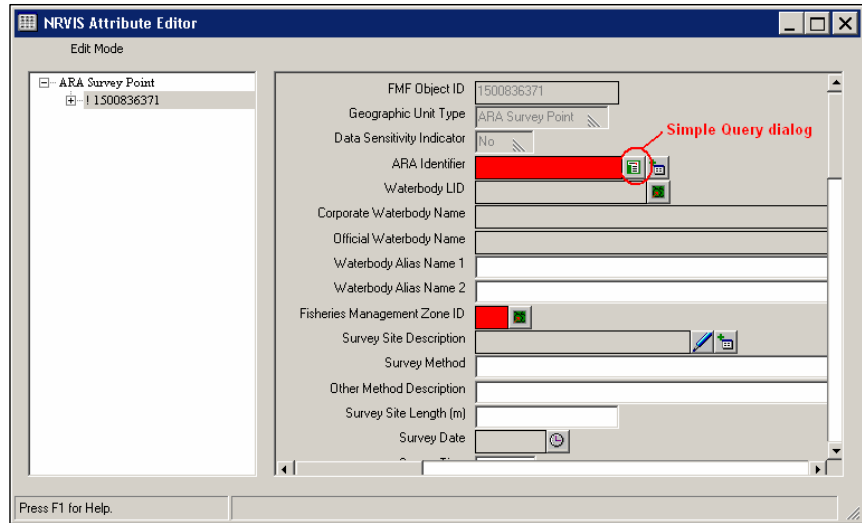 NRVIS Attribute Editor
Edit Mode
ARA Survey Point
! 1500836371
FMF Object ID 1500836371
Geographic Unit Type ARA Survey Point
Data Sensitivity Indicator No
Simple Query dialog
ARA Identifier
Waterbody LID
Corporate Waterbody Name
Official Waterbody Name
Waterbody Alias Name 1
Waterbody Alias Name 2
Fisheries Management Zone ID
Survey Site Description
Survey Method
Other Method Description
Survey Site Length (m)
Survey Date
Press F1 for Help.